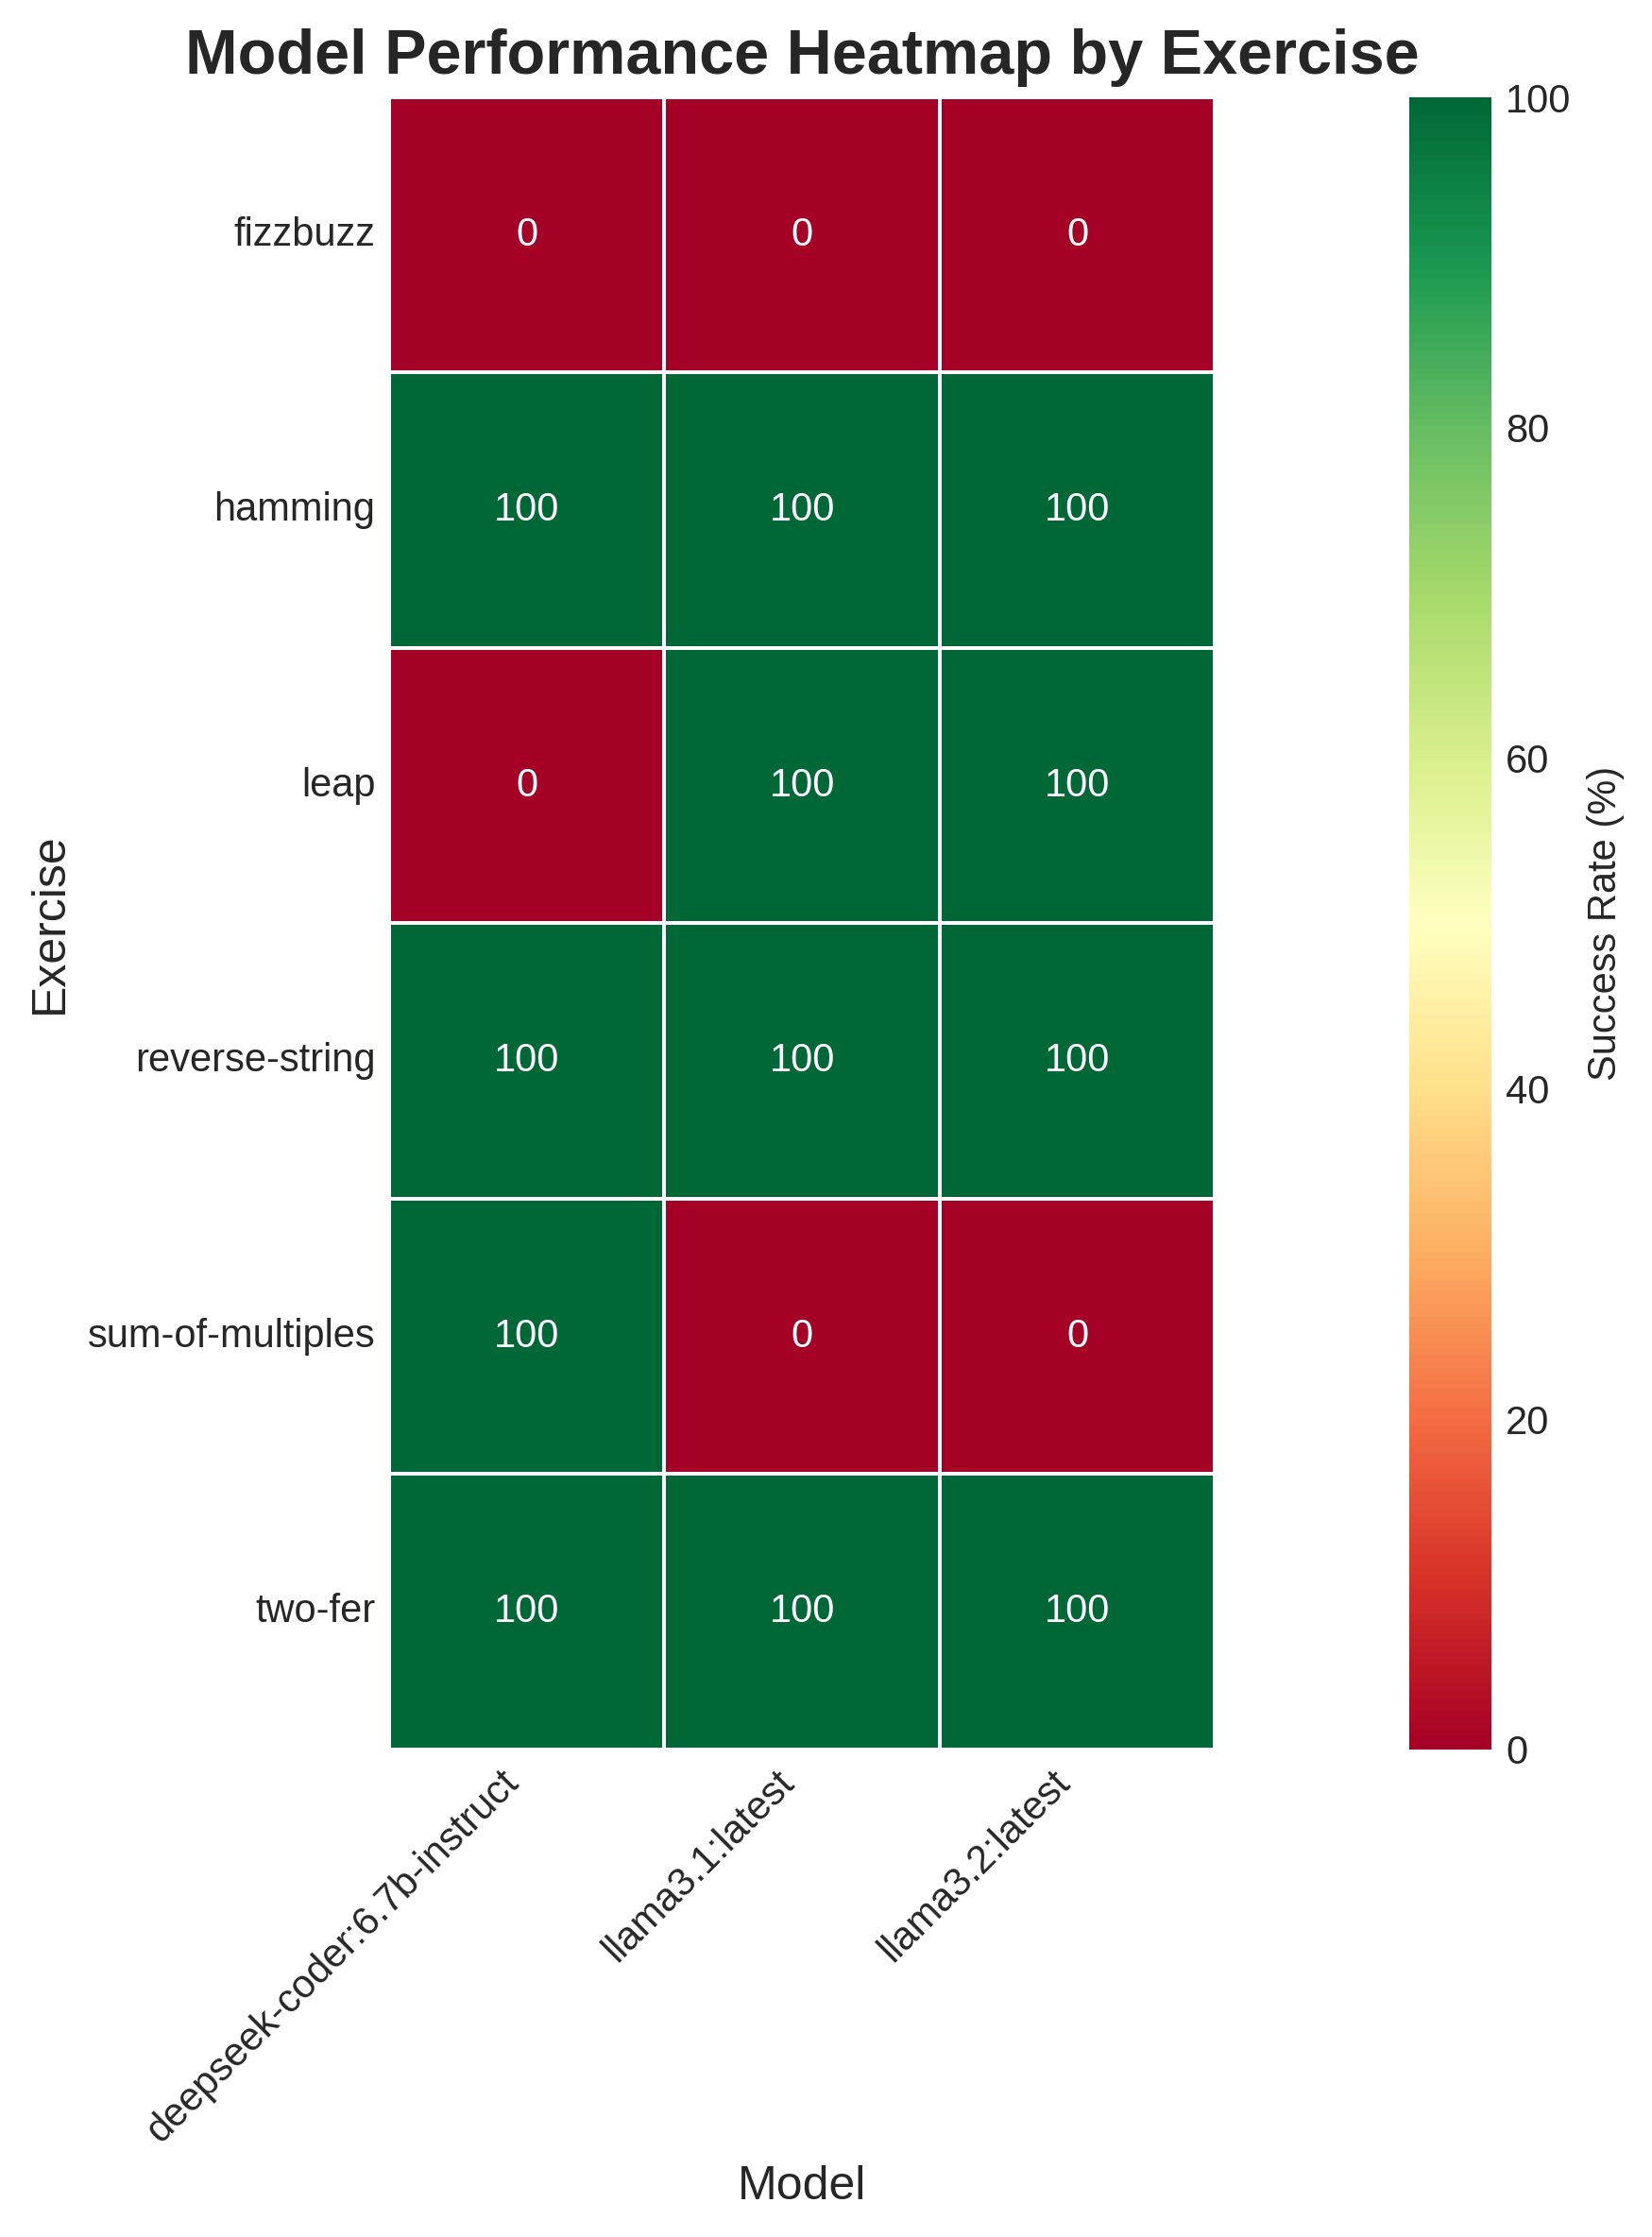 Model Performance Heatmap by Exercise
fizzbuzz 0 0 0
hamming 100 100 100
leap 0 100 100
reverse-string 100 100 100
sum-of-multiples 100 0 0
two-fer 100 100 100
Exercise
deepseek-coder:6.7b-instruct
llama3.1:latest
llama3.2:latest
Model
100
80
60
40
20
0
Success Rate (%)